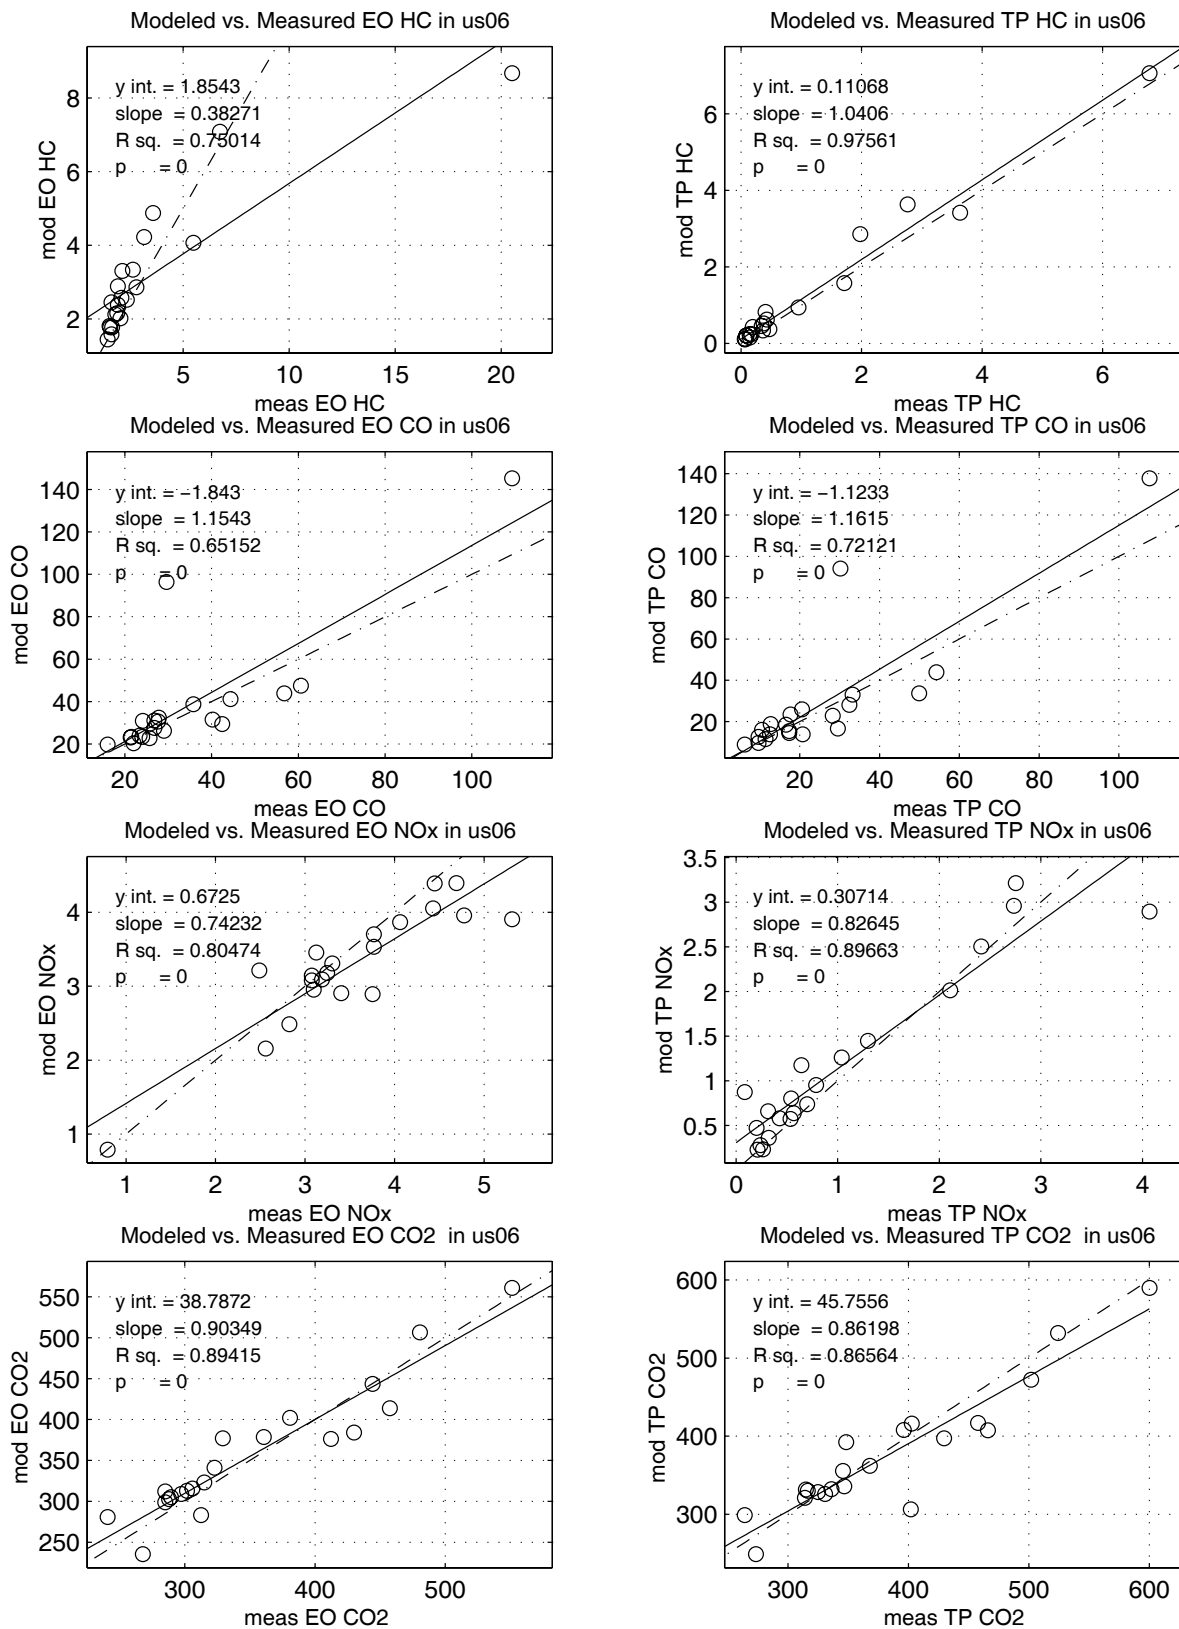 Modeled vs. Measured EO HC in us06
y int. = 1.8543
slope = 0.38271
R sq. = 0.75014
p = 0
8
6
4
2
mod EO HC
5 10 15 20
meas EO HC
Modeled vs. Measured TP HC in us06
y int. = 0.11068
slope = 1.0406
R sq. = 0.97561
p = 0
6
4
2
0
mod TP HC
0 2 4 6
meas TP HC
Modeled vs. Measured EO CO in us06
y int. = −1.843
slope = 1.1543
R sq. = 0.65152
p = 0
140
120
100
80
60
40
20
mod EO CO
20 40 60 80 100
meas EO CO
Modeled vs. Measured TP CO in us06
y int. = −1.1233
slope = 1.1615
R sq. = 0.72121
p = 0
140
120
100
80
60
40
20
mod TP CO
20 40 60 80 100
meas TP CO
Modeled vs. Measured EO NOx in us06
y int. = 0.6725
slope = 0.74232
R sq. = 0.80474
p = 0
4
3
2
1
mod EO NOx
1 2 3 4 5
meas EO NOx
Modeled vs. Measured TP NOx in us06
y int. = 0.30714
slope = 0.82645
R sq. = 0.89663
p = 0
3.5
3
2.5
2
1.5
1
0.5
mod TP NOx
0 1 2 3 4
meas TP NOx
Modeled vs. Measured EO CO2 in us06
y int. = 38.7872
slope = 0.90349
R sq. = 0.89415
p = 0
550
500
450
400
350
300
250
mod EO CO2
300 400 500
meas EO CO2
Modeled vs. Measured TP CO2 in us06
y int. = 45.7556
slope = 0.86198
R sq. = 0.86564
p = 0
600
500
400
300
mod TP CO2
300 400 500 600
meas TP CO2